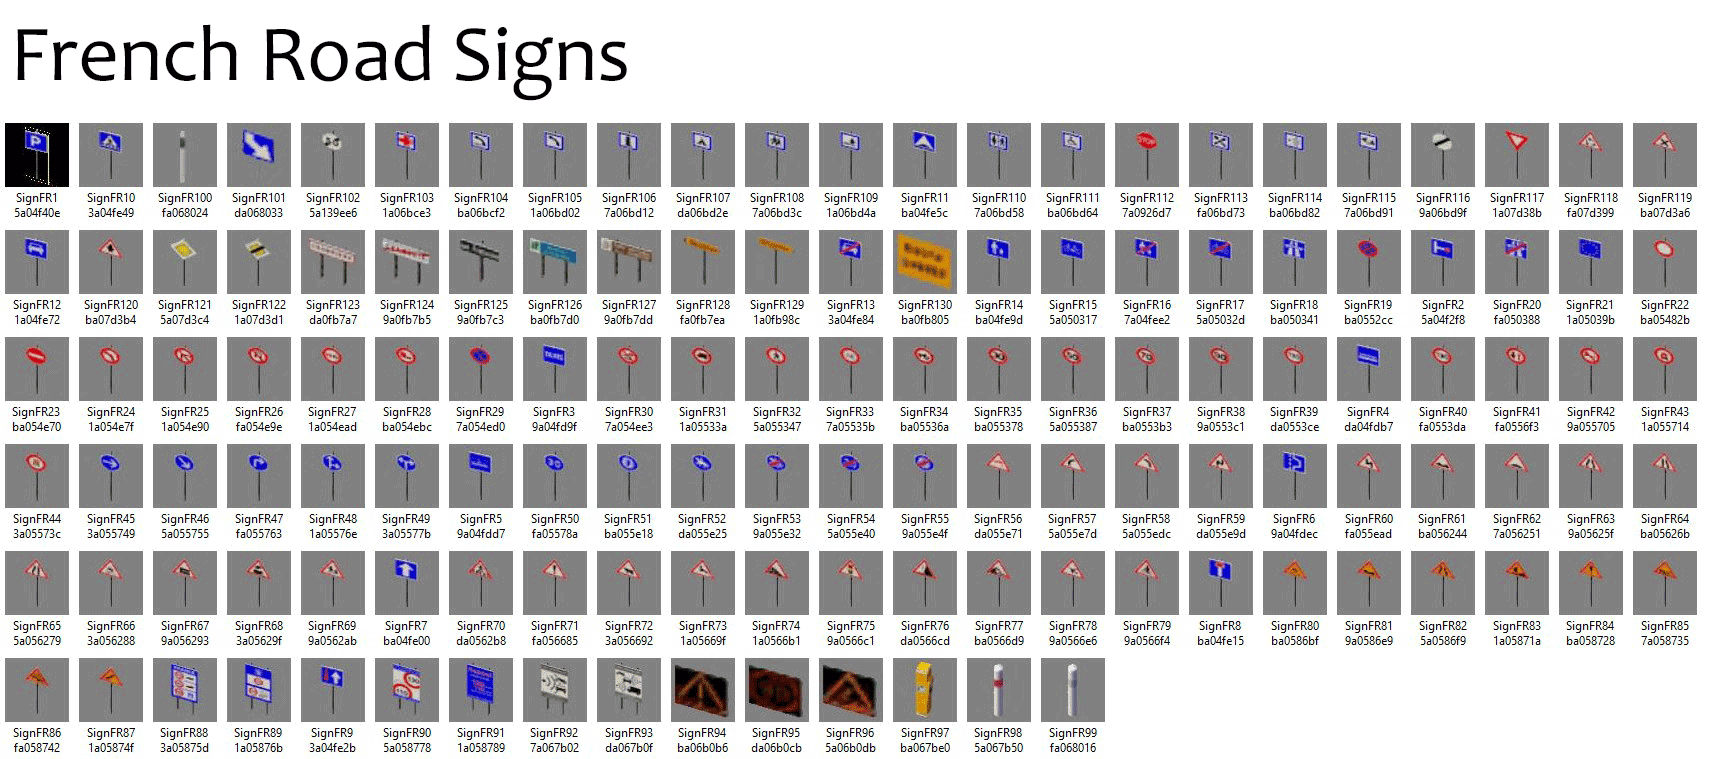 French Road Signs
P
STOP
SignFR1 SignFR10 SignFR100 SignFR101 SignFR102 SignFR103 SignFR104 SignFR105 SignFR106 SignFR107 SignFR108 SignFR109 SignFR11 SignFR110 SignFR111 SignFR112 SignFR113 SignFR114 SignFR115 SignFR116 SignFR117 SignFR118 SignFR119
5a04f40e 3a04fe49 fa068024 da068033 5a139ee6 1a06bce3 ba06bcf2 1a06bd02 7a06bd12 da06bd2e 7a06bd3c 1a06bd4a ba04fe5c 7a06bd58 ba06bd64 7a0926d7 fa06bd73 ba06bd82 7a06bd91 9a06bd9f 1a07d38b fa07d399 ba07d3a6
SignFR12 SignFR120 SignFR121 SignFR122 SignFR123 SignFR124 SignFR125 SignFR126 SignFR127 SignFR128 SignFR129 SignFR13 SignFR130 SignFR14 SignFR15 SignFR16 SignFR17 SignFR18 SignFR19 SignFR2 SignFR20 SignFR21 SignFR22
1a04fe72 ba07d3b4 5a07d3c4 1a07d3d1 da0fb7a7 9a0fb7b5 9a0fb7c3 ba0fb7d0 9a0fb7dd fa0fb7ea 1a0fb98c 3a04fe84 ba0fb805 ba04fe9d 5a050317 7a04fee2 5a05032d ba050341 ba0552cc 5a04f2f8 fa050388 1a05039b ba05482b
SignFR23 SignFR24 SignFR25 SignFR26 SignFR27 SignFR28 SignFR29 SignFR3 SignFR30 SignFR31 SignFR32 SignFR33 SignFR34 SignFR35 SignFR36 SignFR37 SignFR38 SignFR39 SignFR4 SignFR40 SignFR41 SignFR42 SignFR43
ba054e70 1a054e7f 1a054e90 fa054e9e 1a054ead ba054ebc 7a054ed0 9a04fd9f 7a054ee3 1a05533a 5a055347 7a05535b ba05536a ba055378 5a055387 ba0553b3 9a0553c1 da0553ce da04fdb7 fa0553da fa0556f3 9a055705 1a055714
SignFR44 SignFR45 SignFR46 SignFR47 SignFR48 SignFR49 SignFR5 SignFR50 SignFR51 SignFR52 SignFR53 SignFR54 SignFR55 SignFR56 SignFR57 SignFR58 SignFR59 SignFR6 SignFR60 SignFR61 SignFR62 SignFR63 SignFR64
3a05573c 3a055749 5a055755 fa055763 1a05576e 3a05577b 9a04fdd7 fa05578a ba055e18 da055e25 9a055e32 5a055e40 9a055e4f da055e71 5a055e7d 5a055edc da055e9d 9a04fdec fa055ead ba056244 7a056251 9a05625f ba05626b
SignFR65 SignFR66 SignFR67 SignFR68 SignFR69 SignFR7 SignFR70 SignFR71 SignFR72 SignFR73 SignFR74 SignFR75 SignFR76 SignFR77 SignFR78 SignFR79 SignFR8 SignFR80 SignFR81 SignFR82 SignFR83 SignFR84 SignFR85
5a056279 3a056288 9a056293 3a05629f 9a0562ab ba04fe00 da0562b8 fa056685 3a056692 1a05669f 1a0566b1 9a0566c1 da0566cd ba0566d9 9a0566e6 9a0566f4 ba04fe15 ba0586bf 9a0586e9 5a0586f9 1a05871a ba058728 7a058735
SignFR86 SignFR87 SignFR88 SignFR89 SignFR9 SignFR90 SignFR91 SignFR92 SignFR93 SignFR94 SignFR95 SignFR96 SignFR97 SignFR98 SignFR99
fa058742 1a05874f 3a05875d 1a05876b 3a04fe2b 5a058778 1a058789 7a067b02 da067b0f ba06b0b6 da06b0cb 5a06b0db ba067be0 5a067b50 fa068016